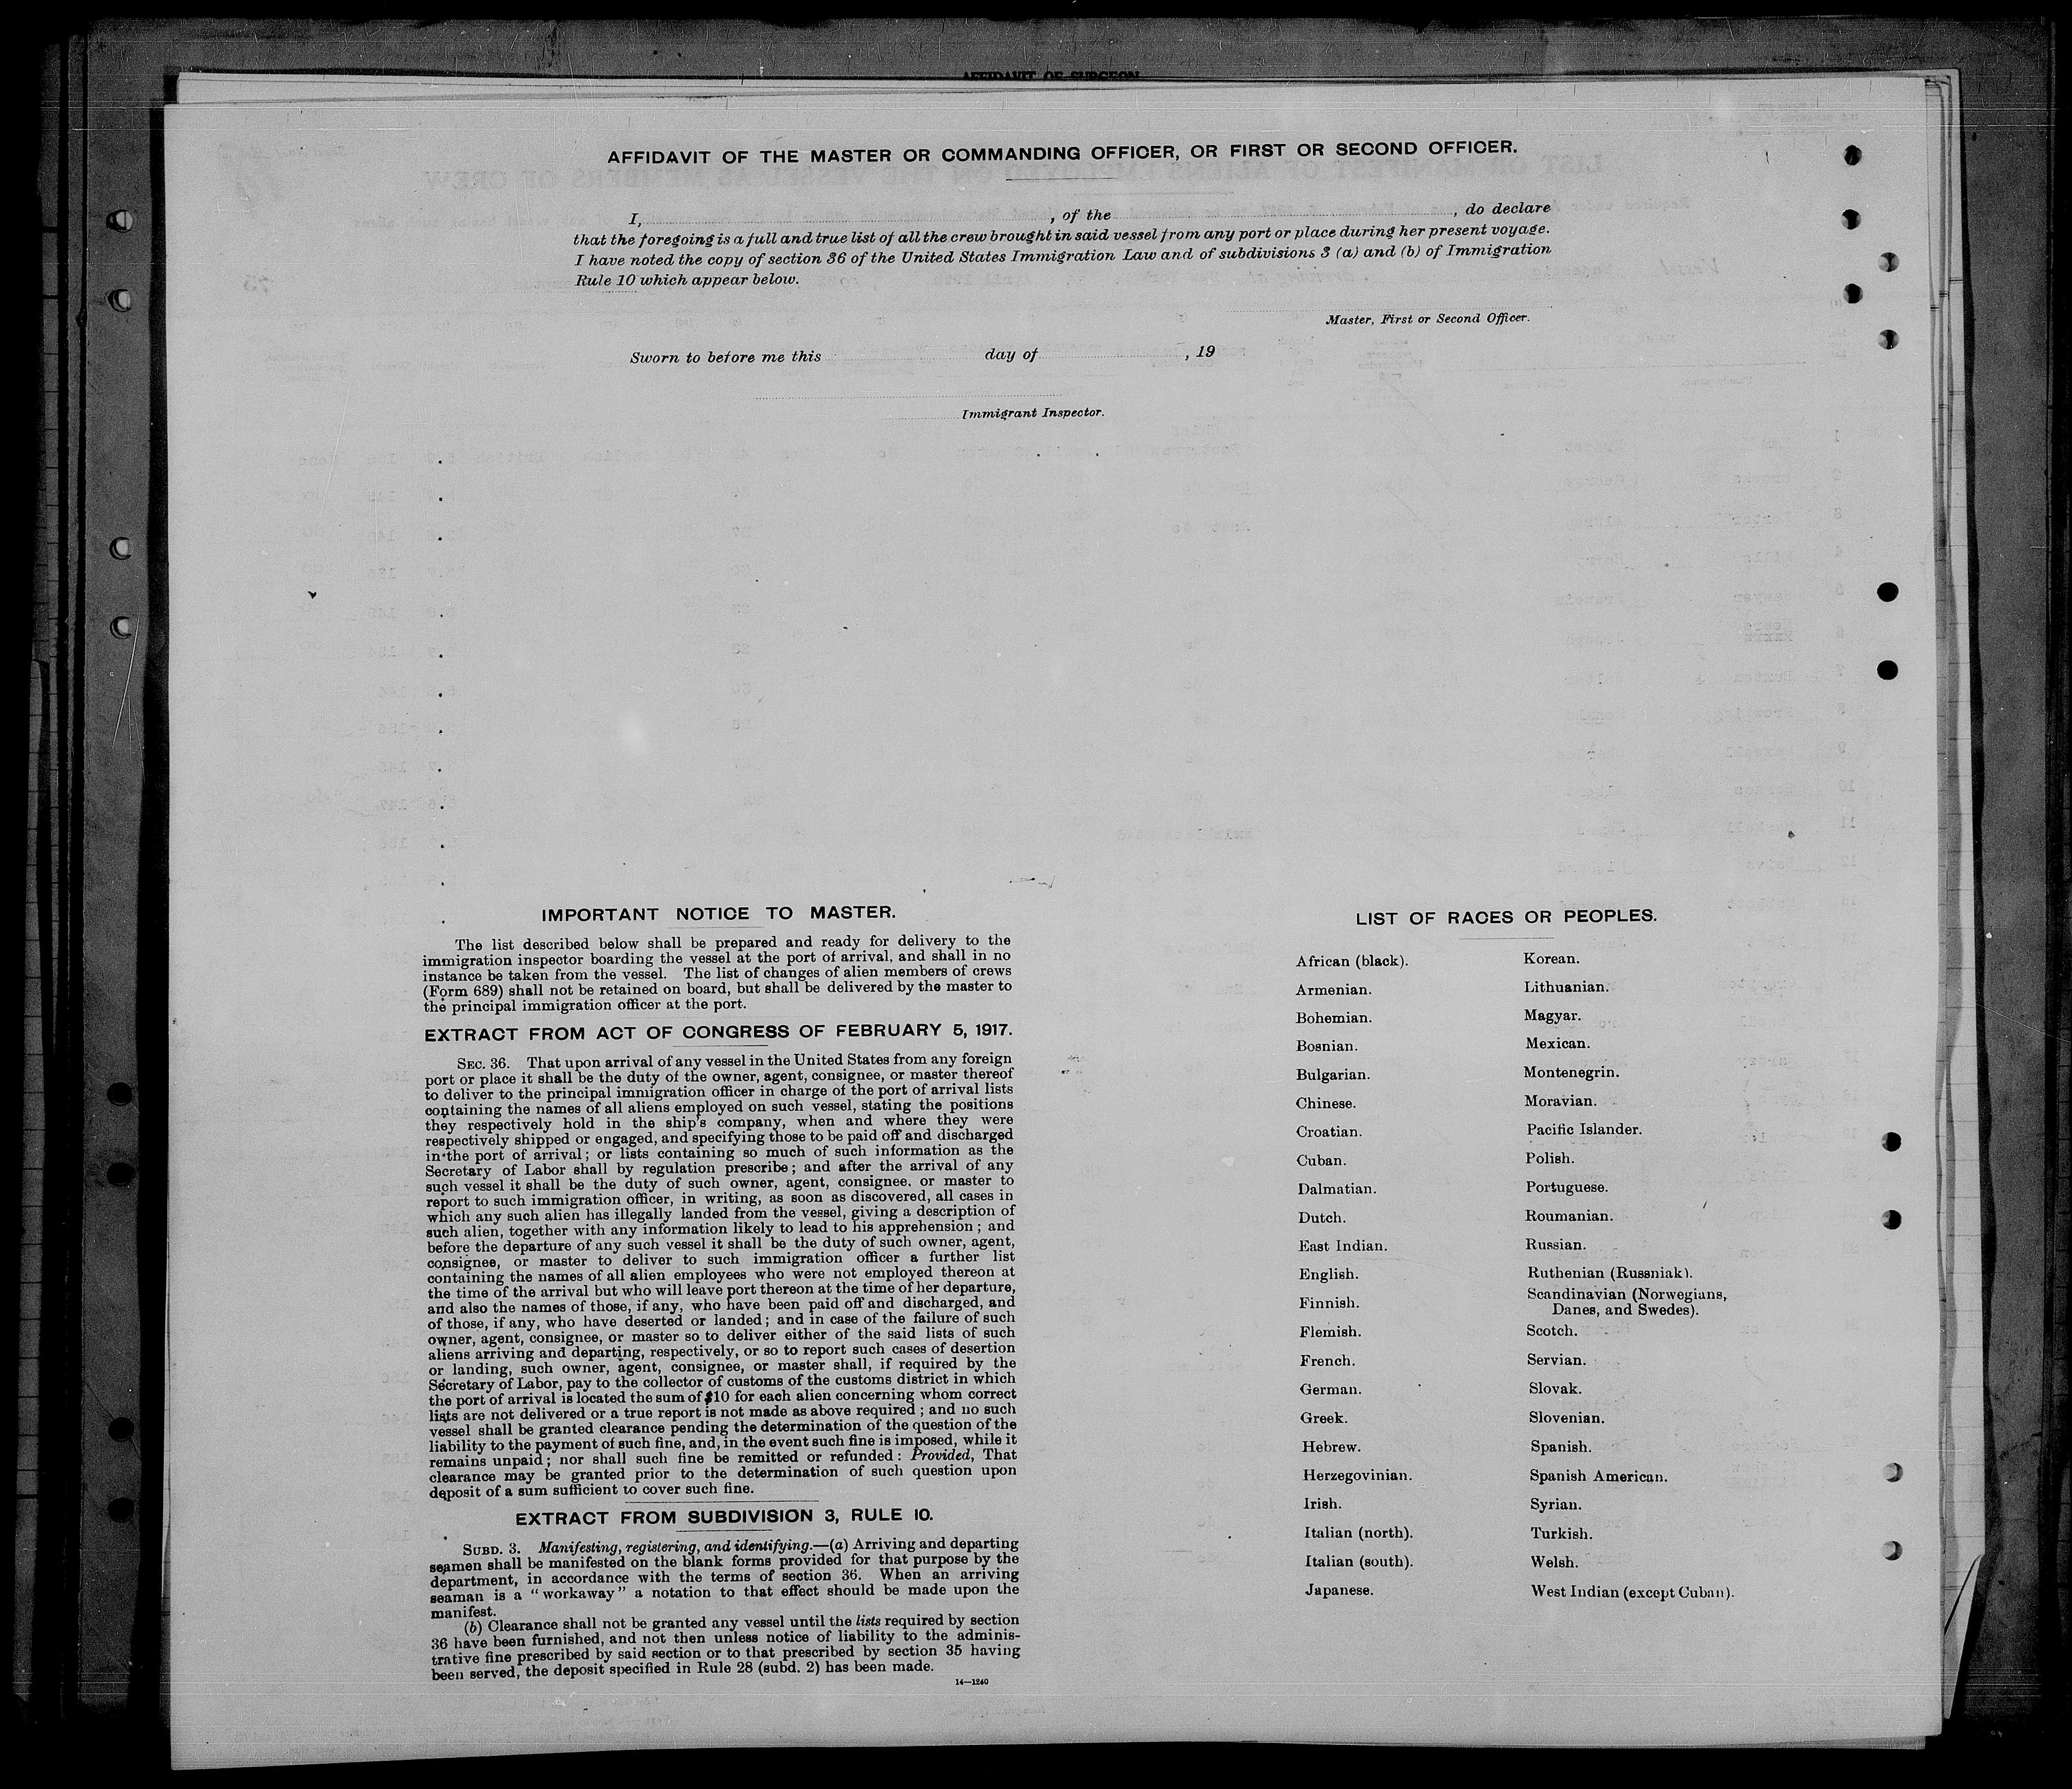 AFFIDAVIT OF SURGEON
AFFIDAVIT OF THE MASTER OR COMMANDING OFFICER, OR FIRST OR SECOND OFFICER.
I, , of the , do declare
that the foregoing is a full and true list of all the crew brought in said vessel from any port or place during her present voyage.
I have noted the copy of section 36 of the United States Immigration Law and of subdivisions 3 (a) and (b) of Immigration
Rule 10 which appear below.
Master, First or Second Officer.
Sworn to before me this day of , 19
Immigrant Inspector.
IMPORTANT NOTICE TO MASTER.
The list described below shall be prepared and ready for delivery to the
immigration inspector boarding the vessel at the port of arrival, and shall in no
instance be taken from the vessel. The list of changes of alien members of crews
(Form 689) shall not be retained on board, but shall be delivered by the master to
the principal immigration officer at the port.
EXTRACT FROM ACT OF CONGRESS OF FEBRUARY 5, 1917.
SEC. 36. That upon arrival of any vessel in the United States from any foreign
port or place it shall be the duty of the owner, agent, consignee, or master thereof
to deliver to the principal immigration officer in charge of the port of arrival lists
containing the names of all aliens employed on such vessel, stating the positions
they respectively hold in the ship's company, when and where they were
respectively shipped or engaged, and specifying those to be paid off and discharged
in the port of arrival; or lists containing so much of such information as the
Secretary of Labor shall by regulation prescribe; and after the arrival of any
such vessel it shall be the duty of such owner, agent, consignee, or master to
report to such immigration officer, in writing, as soon as discovered, all cases in
which any such alien has illegally landed from the vessel, giving a description of
such alien, together with any information likely to lead to his apprehension; and
before the departure of any such vessel it shall be the duty of such owner, agent,
consignee, or master to deliver to such immigration officer a further list
containing the names of all alien employees who were not employed thereon at
the time of the arrival but who will leave port thereon at the time of her departure,
and also the names of those, if any, who have been paid off and discharged, and
of those, if any, who have deserted or landed; and in case of the failure of such
owner, agent, consignee, or master so to deliver either of the said lists of such
aliens arriving and departing, respectively, or so to report such cases of desertion
or landing, such owner, agent, consignee, or master shall, if required by the
Secretary of Labor, pay to the collector of customs of the customs district in which
the port of arrival is located the sum of $10 for each alien concerning whom correct
lists are not delivered or a true report is not made as above required; and no such
vessel shall be granted clearance pending the determination of the question of the
liability to the payment of such fine, and, in the event such fine is imposed, while it
remains unpaid; nor shall such fine be remitted or refunded: Provided, That
clearance may be granted prior to the determination of such question upon
deposit of a sum sufficient to cover such fine.
EXTRACT FROM SUBDIVISION 3, RULE 10.
SUBD. 3. Manifesting, registering, and identifying.—(a) Arriving and departing
seamen shall be manifested on the blank forms provided for that purpose by the
department, in accordance with the terms of section 36. When an arriving
seaman is a "workaway" a notation to that effect should be made upon the
manifest.
(b) Clearance shall not be granted any vessel until the lists required by section
36 have been furnished, and not then unless notice of liability to the adminis-
trative fine prescribed by said section or to that prescribed by section 35 having
been served, the deposit specified in Rule 28 (subd. 2) has been made.
14—1240
LIST OF RACES OR PEOPLES.
African (black).
Armenian.
Bohemian.
Bosnian.
Bulgarian.
Chinese.
Croatian.
Cuban.
Dalmatian.
Dutch.
East Indian.
English.
Finnish.
Flemish.
French.
German.
Greek.
Hebrew.
Herzegovinian.
Irish.
Italian (north).
Italian (south).
Japanese.
Korean.
Lithuanian.
Magyar.
Mexican.
Montenegrin.
Moravian.
Pacific Islander.
Polish.
Portuguese.
Roumanian.
Russian.
Ruthenian (Russniak).
Scandinavian (Norwegians,
Danes, and Swedes).
Scotch.
Servian.
Slovak.
Slovenian.
Spanish.
Spanish American.
Syrian.
Turkish.
Welsh.
West Indian (except Cuban).